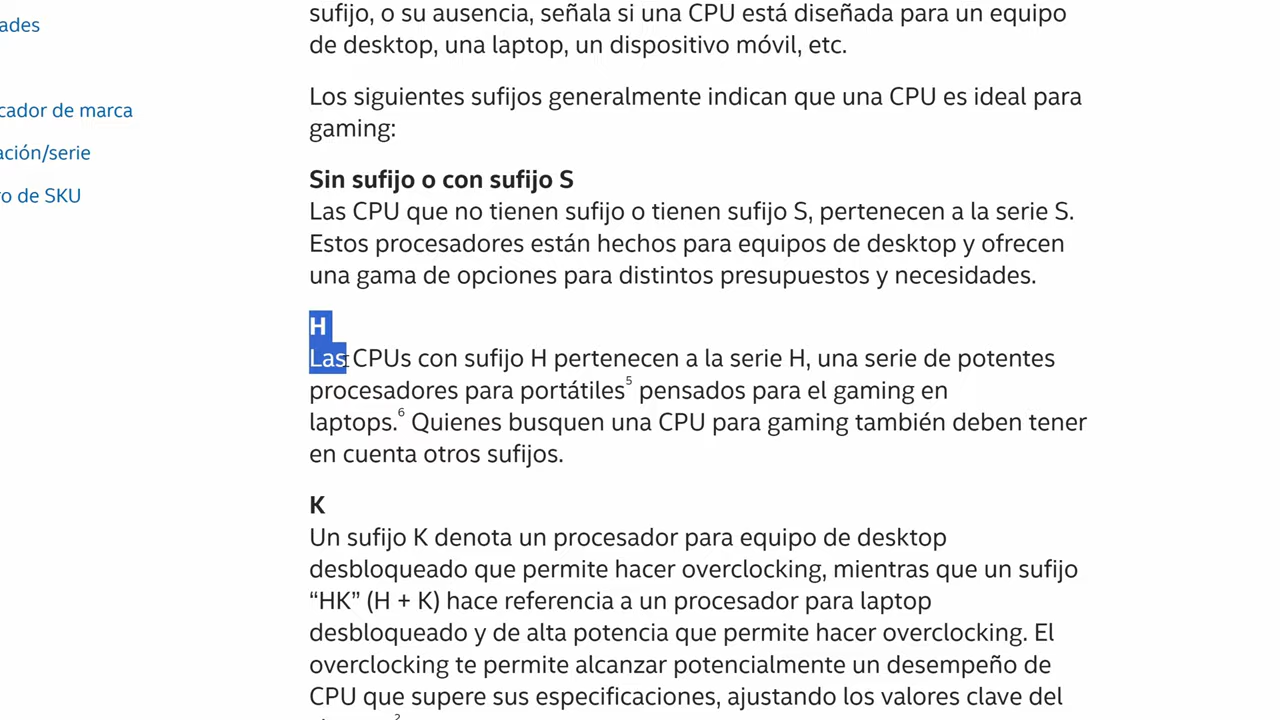 sufijo, o su ausencia, señala si una CPU está diseñada para un equipo
de desktop, una laptop, un dispositivo móvil, etc.
ades
Los siguientes sufijos generalmente indican que una CPU es ideal para
gaming:
cador de marca
ación/serie
ro de SKU
Sin sufijo o con sufijo S
Las CPU que no tienen sufijo o tienen sufijo S, pertenecen a la serie S.
Estos procesadores están hechos para equipos de desktop y ofrecen
una gama de opciones para distintos presupuestos y necesidades.
H
Las CPUs con sufijo H pertenecen a la serie H, una serie de potentes
procesadores para portátiles5 pensados para el gaming en
laptops.6 Quienes busquen una CPU para gaming también deben tener
en cuenta otros sufijos.
K
Un sufijo K denota un procesador para equipo de desktop
desbloqueado que permite hacer overclocking, mientras que un sufijo
“HK” (H + K) hace referencia a un procesador para laptop
desbloqueado y de alta potencia que permite hacer overclocking. El
overclocking te permite alcanzar potencialmente un desempeño de
CPU que supere sus especificaciones, ajustando los valores clave del
2